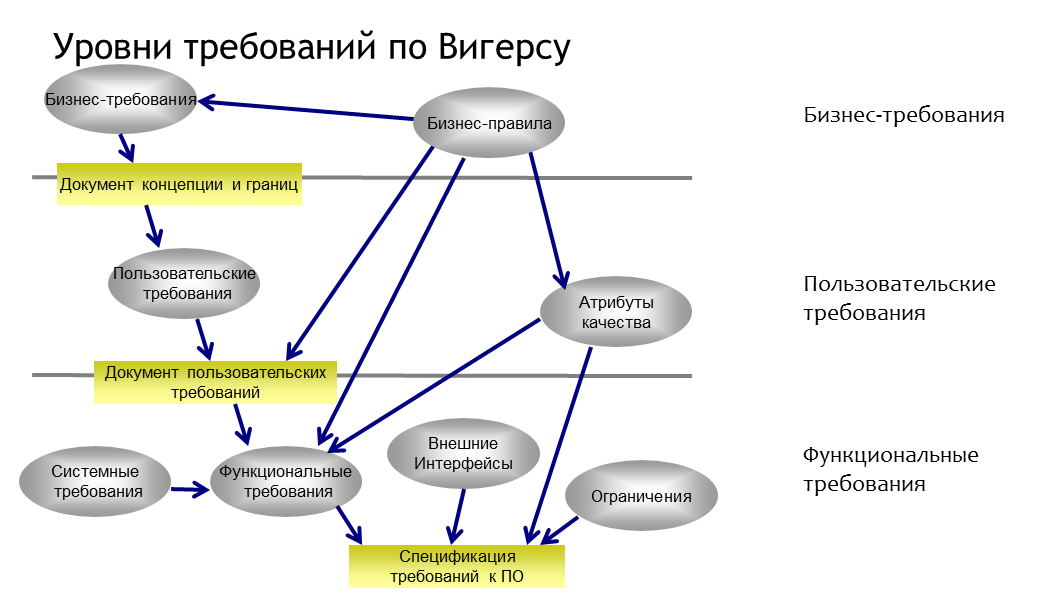 Уровни требований по Вигерсу
Бизнес-требования
Бизнес-правила
Бизнес-требования
Документ концепции и границ
Пользовательские
требования
Атрибуты
качества
Пользовательские
требования
Документ пользовательских
требований
Системные
требования
Функциональные
требования
Внешние
Интерфейсы
Ограничения
Функциональные
требования
Спецификация
требований к ПО